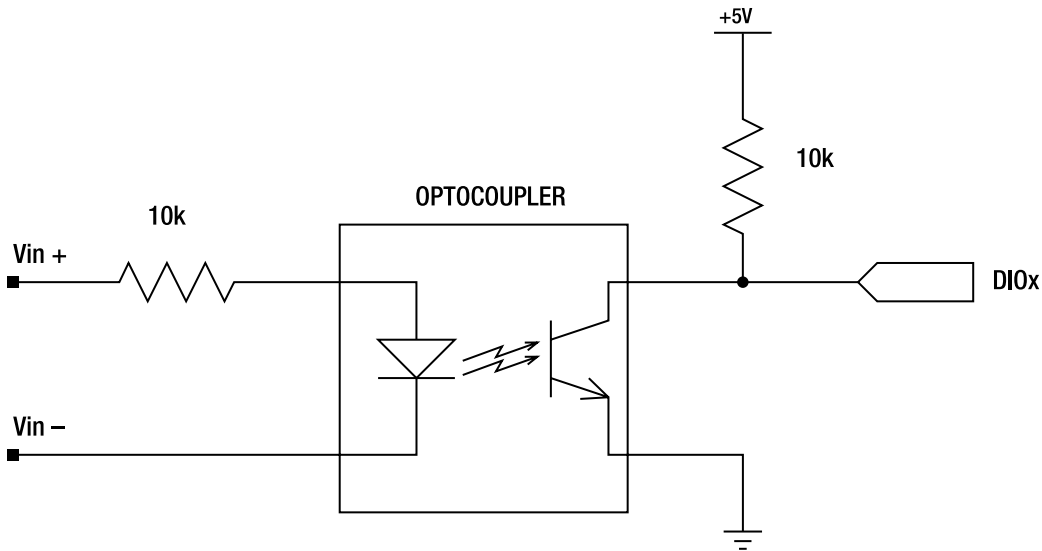 +5V
10k
OPTOCOUPLER
10k
Vin +
DIOx
Vin –